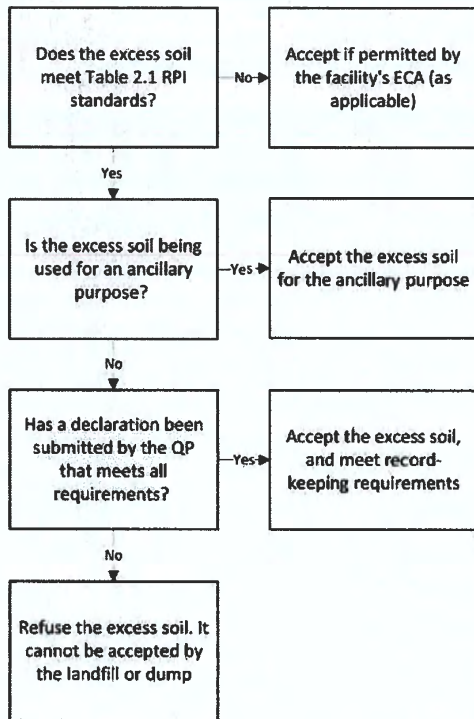 Does the excess soil
meet Table 2.1 RPI
standards?
No
Accept if permitted by
the facility's ECA (as
applicable)
Yes
Is the excess soil being
used for an ancillary
purpose?
Yes
Accept the excess soil
for the ancillary purpose
No
Has a declaration been
submitted by the QP
that meets all
requirements?
Yes
Accept the excess soil,
and meet record-
keeping requirements
No
Refuse the excess soil. It
cannot be accepted by
the landfill or dump